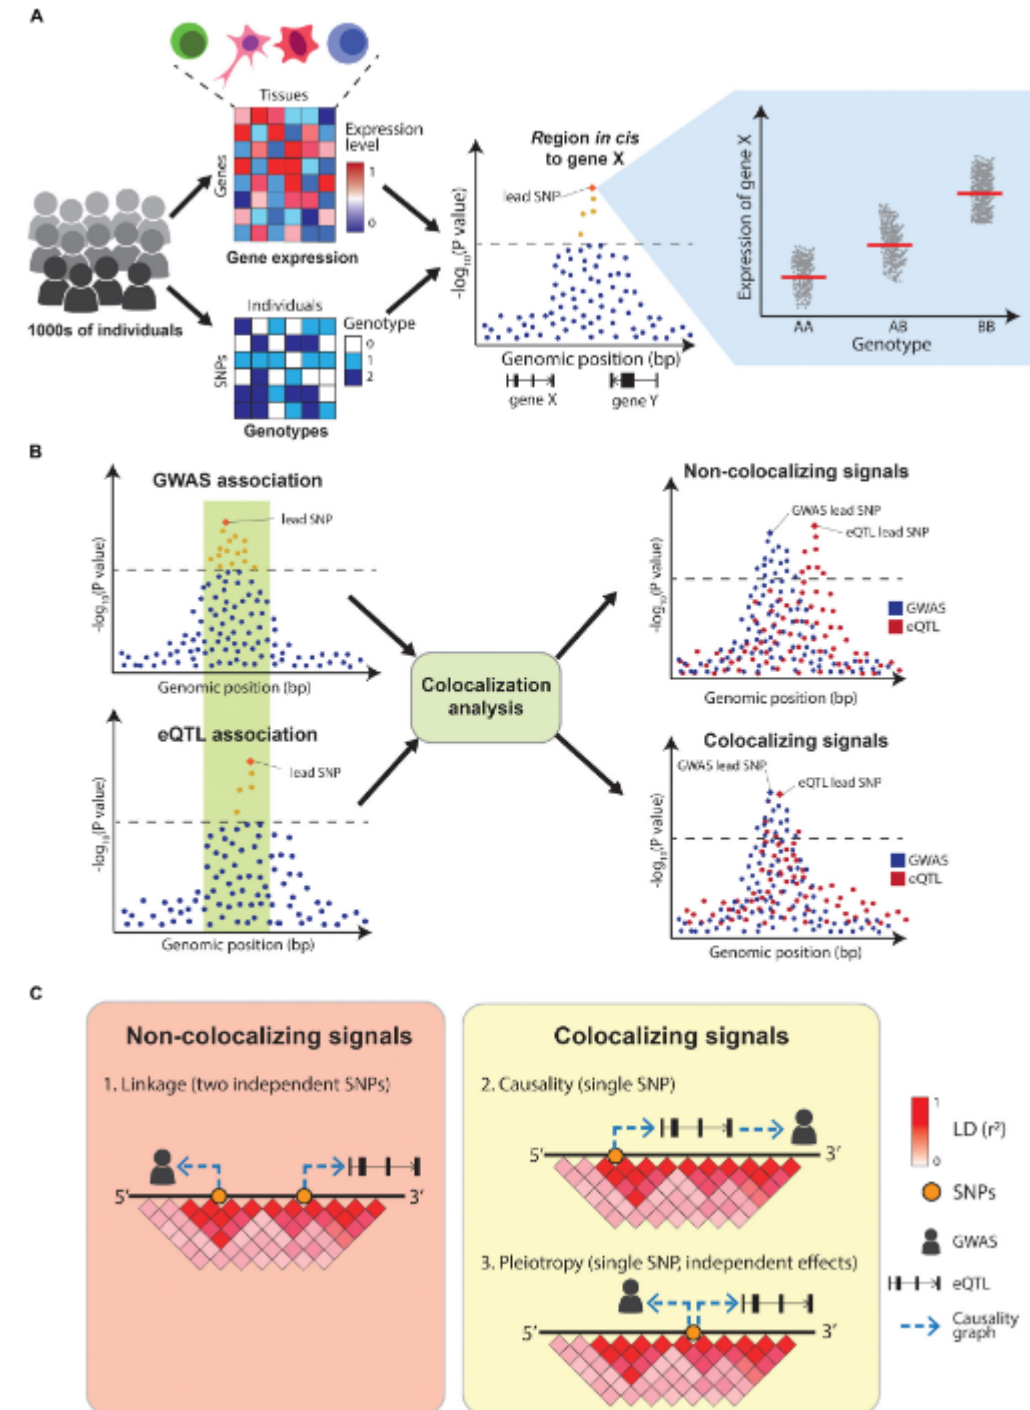 A
Tissues
Genes
Expression
level
1
0
Gene expression
1000s of individuals
Individuals
SNPs
Genotype
0
1
2
Genotypes
Region in cis
to gene X
lead SNP
-log10(P value)
Genomic position (bp)
gene X
gene Y
Expression of gene X
AA
AB
BB
Genotype
B
GWAS association
lead SNP
-log10(P value)
Genomic position (bp)
eQTL association
lead SNP
-log10(P value)
Genomic position (bp)
Colocalization
analysis
Non-colocalizing signals
GWAS lead SNP
eQTL lead SNP
-log10(P value)
GWAS
eQTL
Genomic position (bp)
Colocalizing signals
GWAS lead SNP
eQTL lead SNP
-log10(P value)
GWAS
eQTL
Genomic position (bp)
C
Non-colocalizing signals
1. Linkage (two independent SNPs)
5′
3′
Colocalizing signals
2. Causality (single SNP)
5′
3′
3. Pleiotropy (single SNP, independent effects)
5′
3′
1
LD (r²)
0
SNPs
GWAS
eQTL
Causality
graph